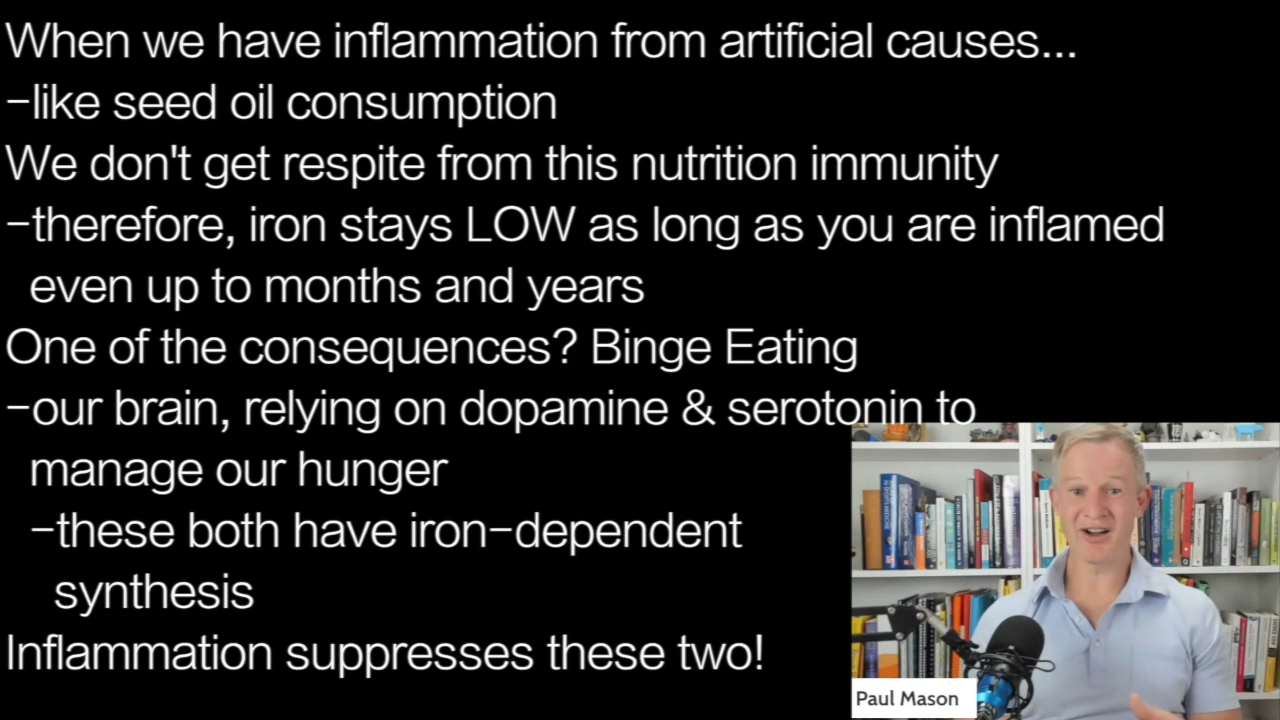 When we have inflammation from artificial causes...
-like seed oil consumption
We don't get respite from this nutrition immunity
-therefore, iron stays LOW as long as you are inflamed
even up to months and years
One of the consequences? Binge Eating
-our brain, relying on dopamine & serotonin to
manage our hunger
-these both have iron-dependent
synthesis
Inflammation suppresses these two!
Paul Mason